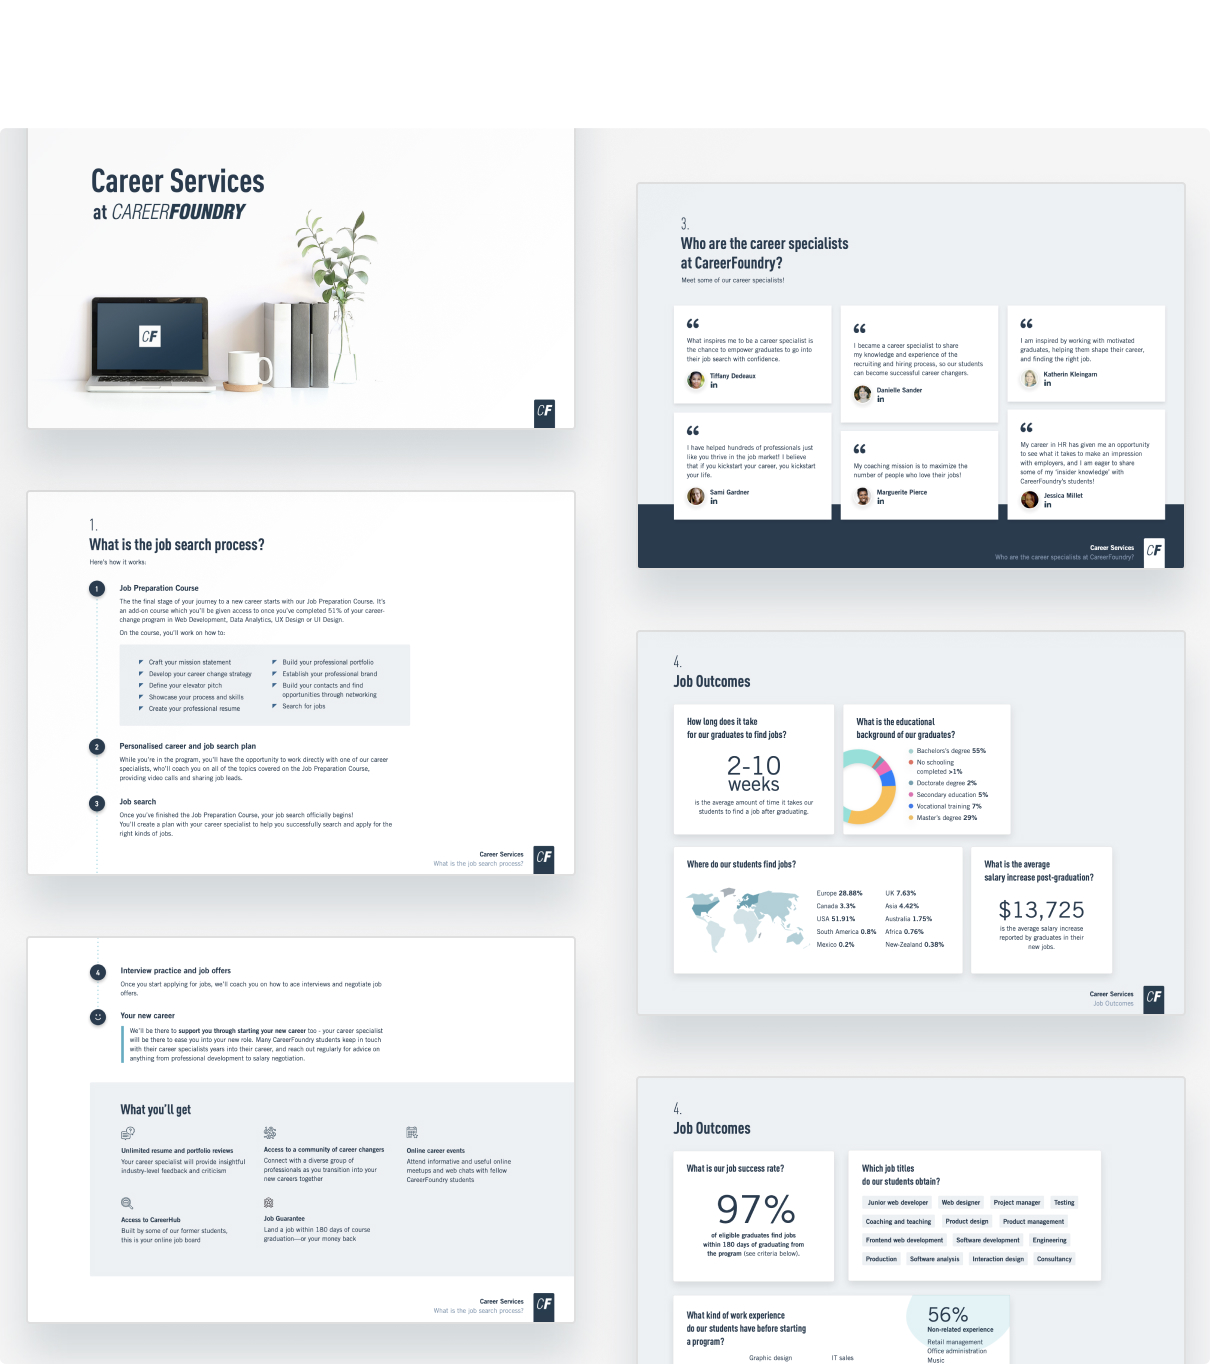 Career Services
at CAREERFOUNDRY
CF
CF
1.
What is the job search process?
Here's how it works:
1
Job Preparation Course
The the final stage of your journey to a new career starts with our Job Preparation Course. It's
an add-on course which you'll be given access to once you've completed 51% of your career-
change program in Web Development, Data Analytics, UX Design or UI Design.
On the course, you'll work on how to:
Craft your mission statement
Develop your career change strategy
Define your elevator pitch
Showcase your process and skills
Create your professional resume
Build your professional portfolio
Establish your professional brand
Build your contacts and find
opportunities through networking
Search for jobs
2
Personalised career and job search plan
While you're in the program, you'll have the opportunity to work directly with one of our career
specialists, who'll coach you on all of the topics covered on the Job Preparation Course,
providing video calls and sharing job leads.
3
Job search
Once you've finished the Job Preparation Course, your job search officially begins!
You'll create a plan with your career specialist to help you successfully search and apply for the
right kinds of jobs.
Career Services
What is the job search process?
CF
4
Interview practice and job offers
Once you start applying for jobs, we'll coach you on how to ace interviews and negotiate job
offers.
Your new career
We'll be there to support you through starting your new career too - your career specialist
will be there to ease you into your new role. Many CareerFoundry students keep in touch
with their career specialists years into their career, and reach out regularly for advice on
anything from professional development to salary negotiation.
What you'll get
Unlimited resume and portfolio reviews
Your career specialist will provide insightful
industry-level feedback and criticism
Access to a community of career changers
Connect with a diverse group of
professionals as you transition into your
new careers together
Online career events
Attend informative and useful online
meetups and web chats with fellow
CareerFoundry students
Access to CareerHub
Built by some of our former students,
this is your online job board
Job Guarantee
Land a job within 180 days of course
graduation—or your money back
Career Services
What is the job search process?
CF
3.
Who are the career specialists
at CareerFoundry?
Meet some of our career specialists!
“
What inspires me to be a career specialist is
the chance to empower graduates to go into
their job search with confidence.
Tiffany Dedeaux
in
“
I became a career specialist to share
my knowledge and experience of the
recruiting and hiring process, so our students
can become successful career changers.
Danielle Sander
in
“
I am inspired by working with motivated
graduates, helping them shape their career,
and finding the right job.
Katherin Kleingarn
in
“
I have helped hundreds of professionals just
like you thrive in the job market! I believe
that if you kickstart your career, you kickstart
your life.
Sami Gardner
in
“
My coaching mission is to maximize the
number of people who love their jobs!
Marguerite Pierce
in
“
My career in HR has given me an opportunity
to see what it takes to make an impression
with employers, and I am eager to share
some of my 'insider knowledge' with
CareerFoundry's students!
Jessica Millet
in
Career Services
Who are the career specialists at CareerFoundry?
CF
4.
Job Outcomes
How long does it take
for our graduates to find jobs?
2-10
weeks
is the average amount of time it takes our
students to find a job after graduating.
What is the educational
background of our graduates?
Bachelor's degree 55%
No schooling
completed >1%
Doctorate degree 2%
Secondary education 5%
Vocational training 7%
Master's degree 29%
Where do our students find jobs?
Europe 28.88%
Canada 3.3%
USA 51.91%
South America 0.8%
Mexico 0.2%
UK 7.63%
Asia 4.42%
Australia 1.75%
Africa 0.76%
New-Zealand 0.38%
What is the average
salary increase post-graduation?
$13,725
is the average salary increase
reported by graduates in their
new jobs.
Career Services
Job Outcomes
CF
4.
Job Outcomes
What is our job success rate?
97%
of eligible graduates find jobs
within 180 days of graduating from
the program (see criteria below).
Which job titles
do our students obtain?
Junior web developer Web designer Project manager Testing
Coaching and teaching Product design Product management
Frontend web development Software development Engineering
Production Software analysis Interaction design Consultancy
What kind of work experience
do our students have before starting
a program?
Graphic design IT sales
56%
Non-related experience
Retail management
Office administration
Music